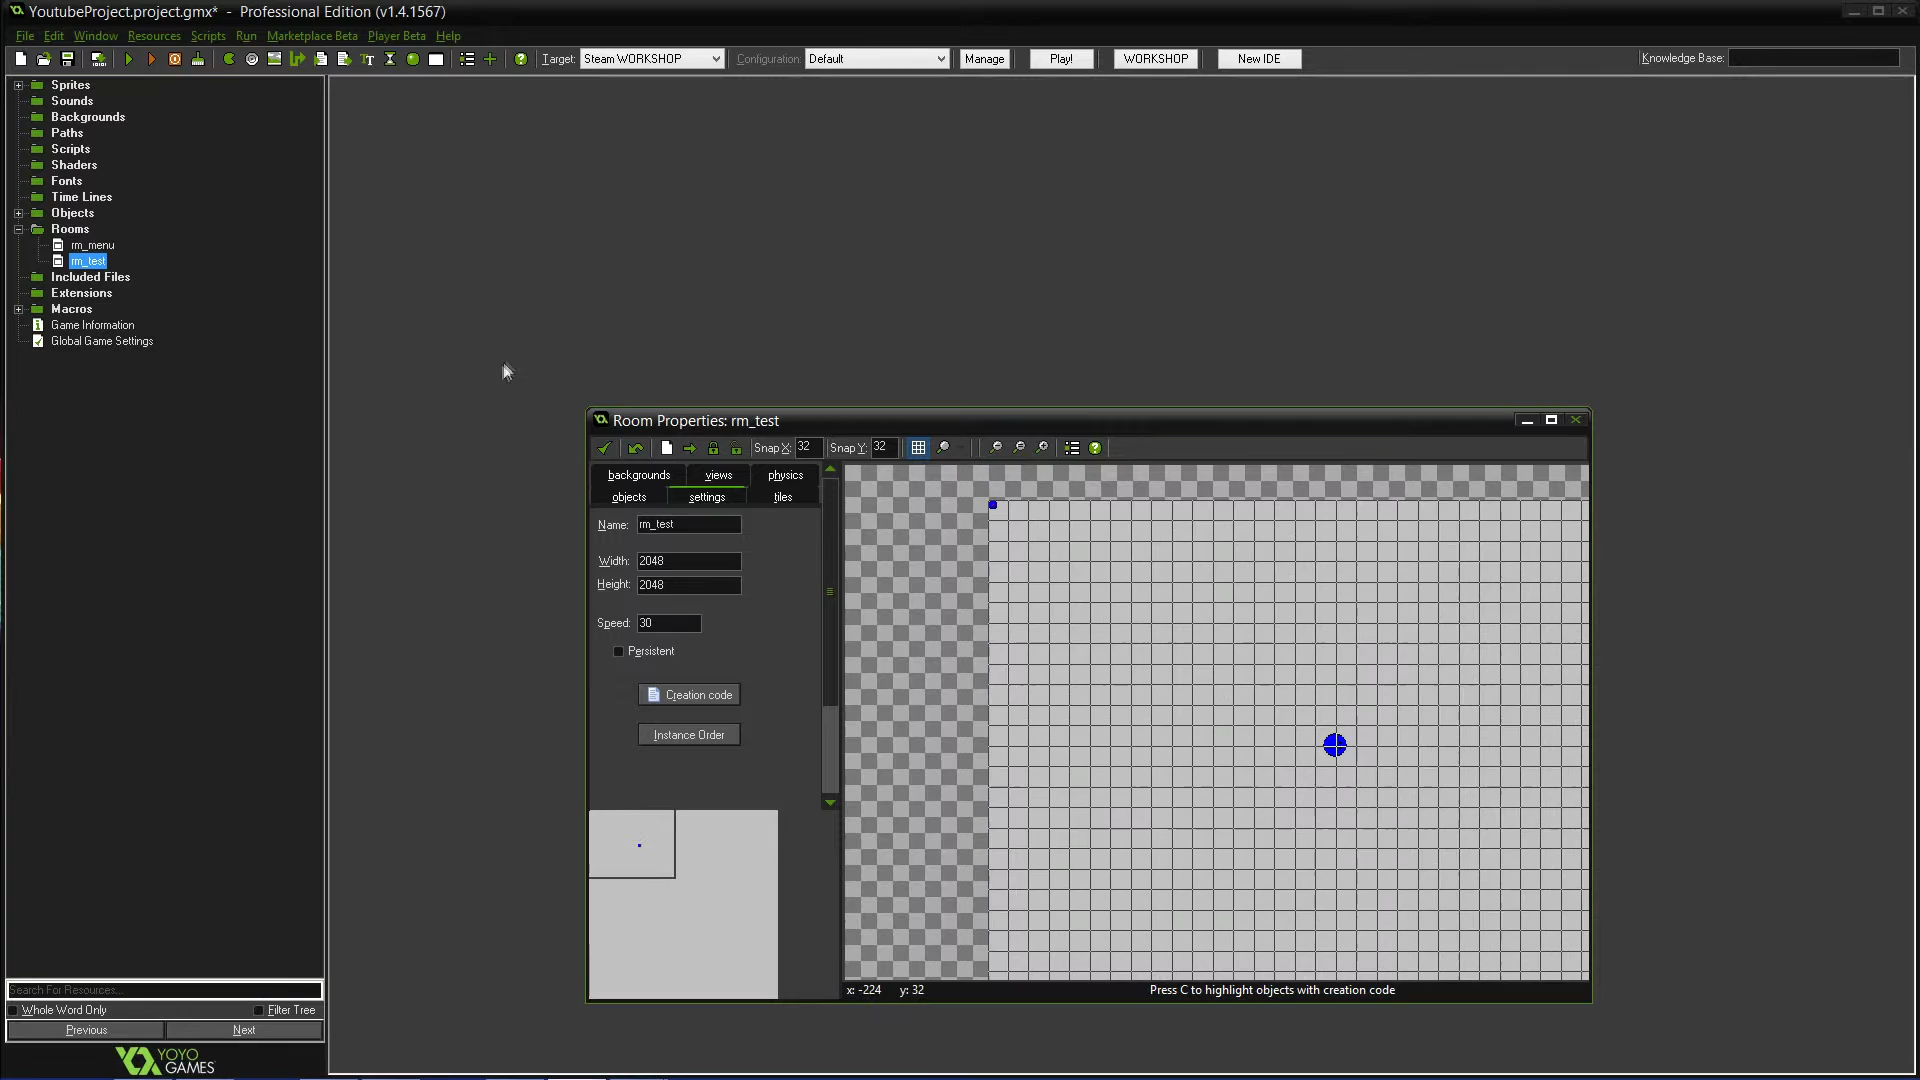 YoutubeProject.project.gmx* - Professional Edition (v1.4.1567)
File Edit Window Resources Scripts Run Marketplace Beta Player Beta Help
Target: Steam WORKSHOP Configuration: Default Manage Play! WORKSHOP New IDE Knowledge Base:
Sprites
Sounds
Backgrounds
Paths
Scripts
Shaders
Fonts
Time Lines
Objects
Rooms
rm_menu
rm_test
Included Files
Extensions
Macros
Game Information
Global Game Settings
Room Properties: rm_test
Snap X: 32 Snap Y: 32
backgrounds views physics
objects settings tiles
Name: rm_test
Width: 2048
Height: 2048
Speed: 30
Persistent
Creation code
Instance Order
x: -224 y: 32 Press C to highlight objects with creation code
Search For Resources...
Whole Word Only Filter Tree
Previous Next
YOYO
GAMES